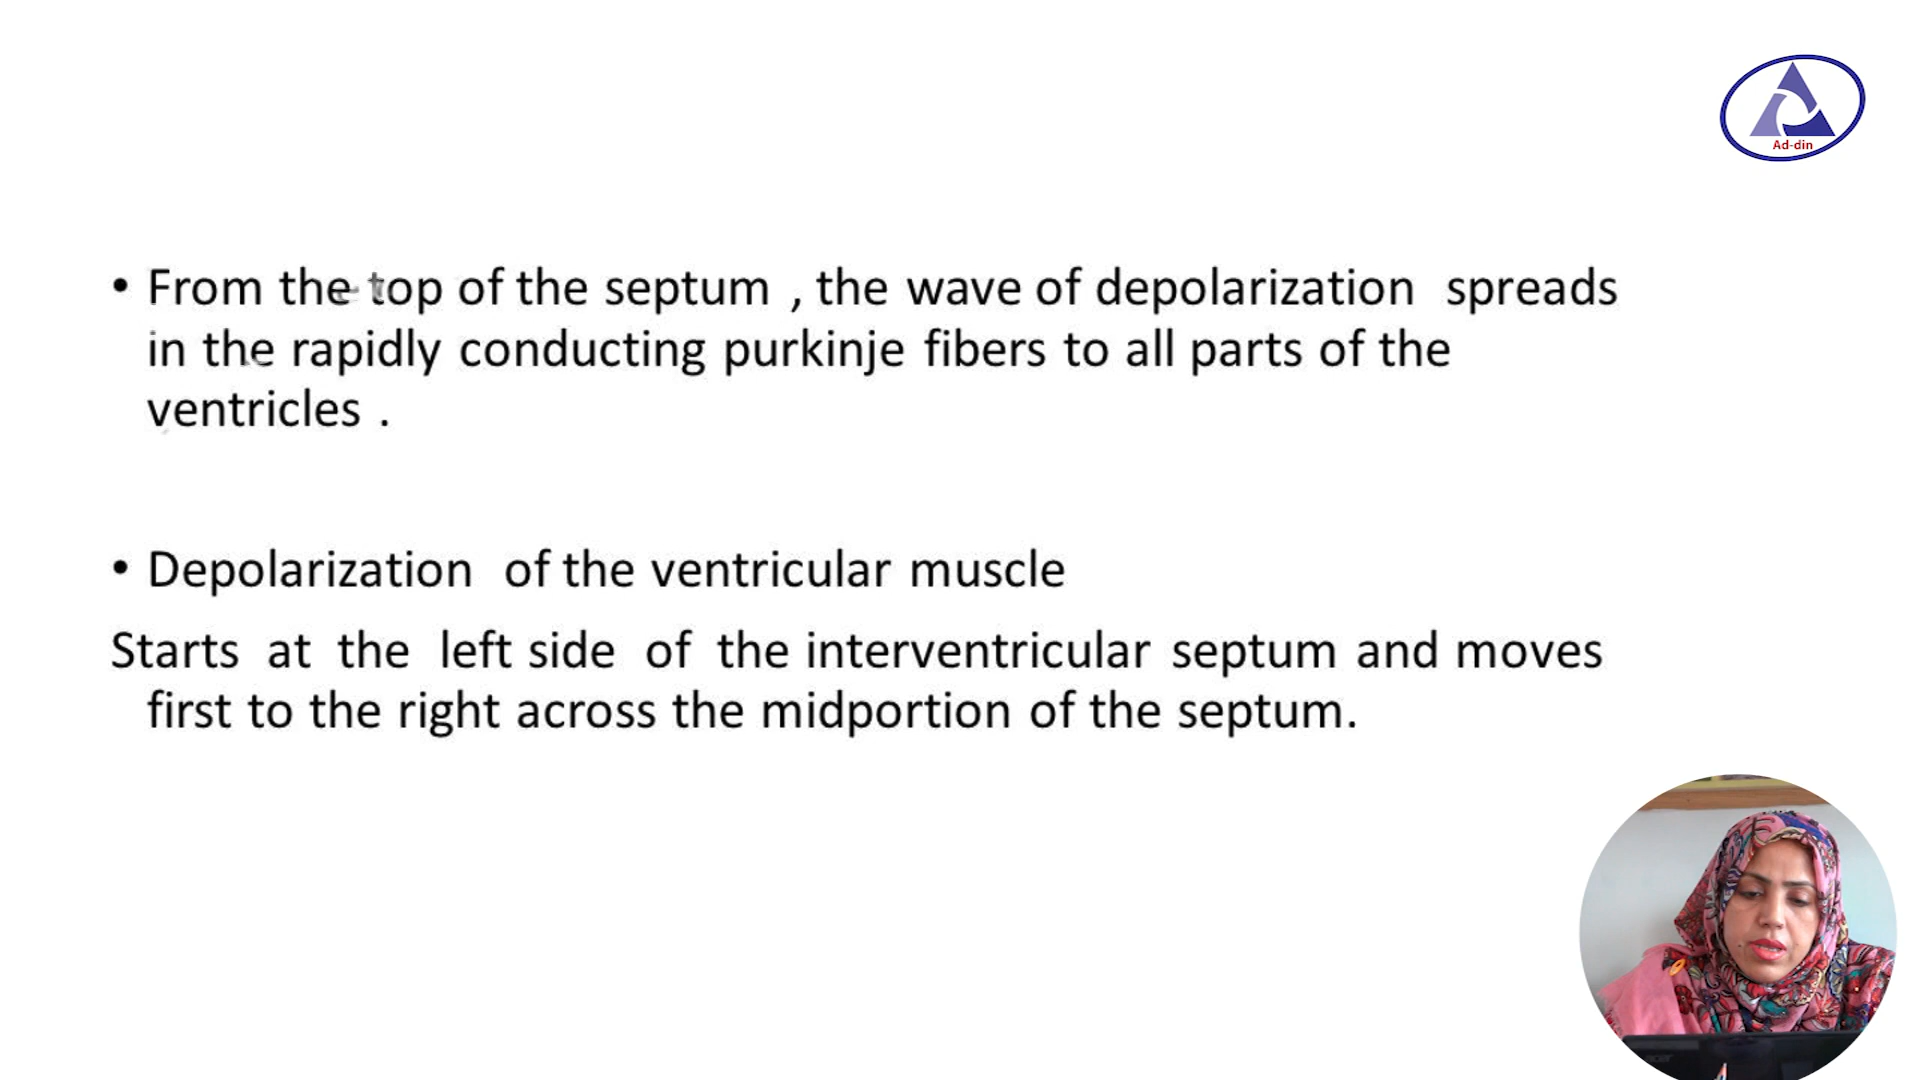 Ad-din
• From the top of the septum , the wave of depolarization spreads
in the rapidly conducting purkinje fibers to all parts of the
ventricles .
• Depolarization of the ventricular muscle
Starts at the left side of the interventricular septum and moves
first to the right across the midportion of the septum.